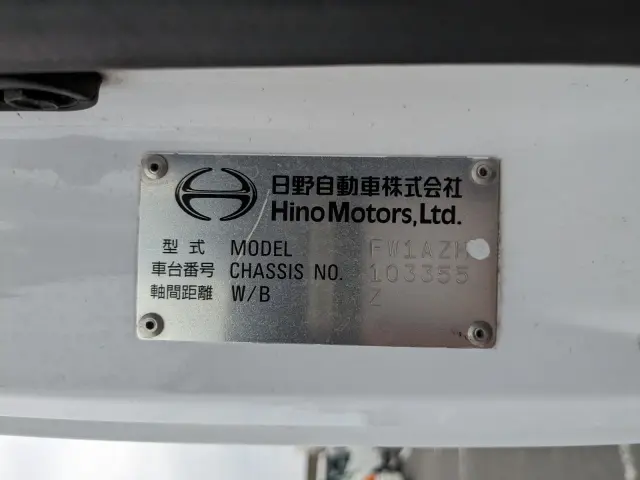 日野自動車株式会社
Hino Motors, Ltd.
型式 MODEL FW1AZH
車台番号 CHASSIS NO. 103355
軸間距離 W/B Z